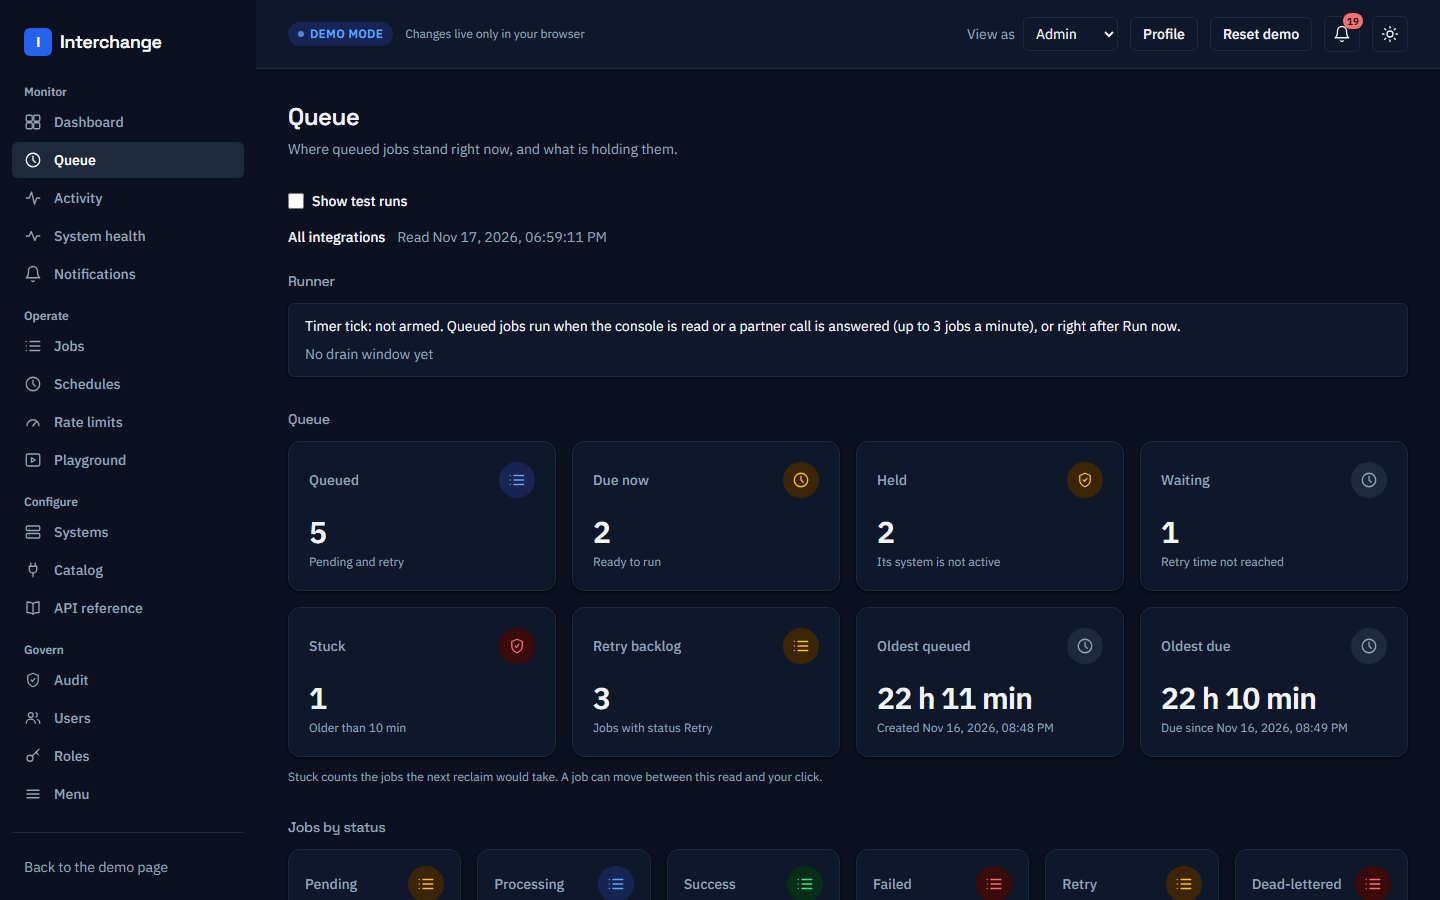 I Interchange
Monitor
Dashboard
Queue
Activity
System health
Notifications
Operate
Jobs
Schedules
Rate limits
Playground
Configure
Systems
Catalog
API reference
Govern
Audit
Users
Roles
Menu
Back to the demo page
DEMO MODE Changes live only in your browser
View as Admin Profile Reset demo 19
Queue
Where queued jobs stand right now, and what is holding them.
Show test runs
All integrations Read Nov 17, 2026, 06:59:11 PM
Runner
Timer tick: not armed. Queued jobs run when the console is read or a partner call is answered (up to 3 jobs a minute), or right after Run now.
No drain window yet
Queue
Queued
5
Pending and retry
Due now
2
Ready to run
Held
2
Its system is not active
Waiting
1
Retry time not reached
Stuck
1
Older than 10 min
Retry backlog
3
Jobs with status Retry
Oldest queued
22 h 11 min
Created Nov 16, 2026, 08:48 PM
Oldest due
22 h 10 min
Due since Nov 16, 2026, 08:49 PM
Stuck counts the jobs the next reclaim would take. A job can move between this read and your click.
Jobs by status
Pending
Processing
Success
Failed
Retry
Dead-lettered